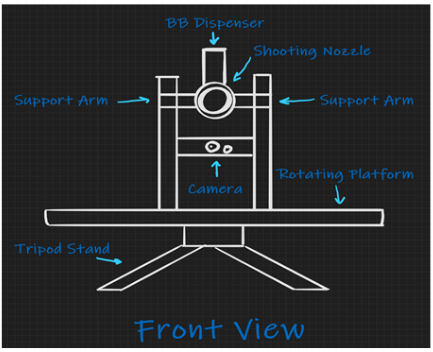 BB Dispenser
Shooting Nozzle
Support Arm
Support Arm
Camera
Rotating Platform
Tripod Stand
Front View